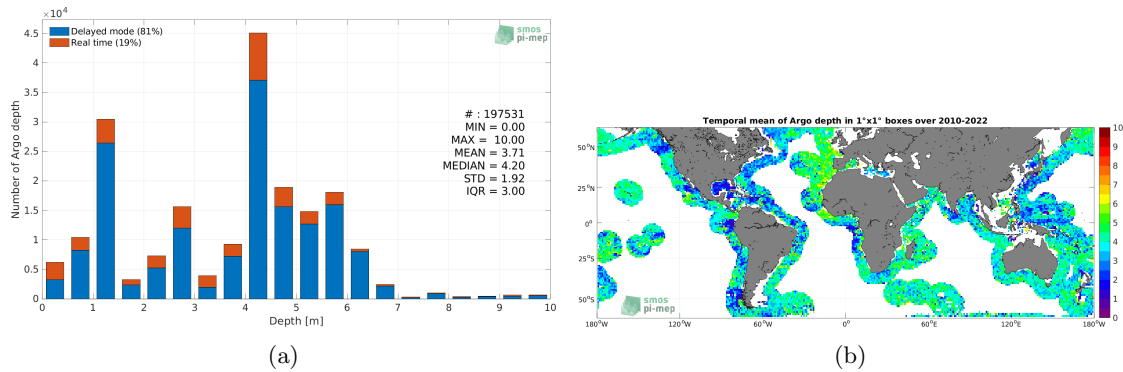 ×10⁴
4.5
4
3.5
3
2.5
2
1.5
1
0.5
0
Number of Argo depth
Delayed mode (81%)
Real time (19%)
smos
pi-mep
# : 197531
MIN = 0.00
MAX = 10.00
MEAN = 3.71
MEDIAN = 4.20
STD = 1.92
IQR = 3.00
0 1 2 3 4 5 6 7 8 9 10
Depth [m]
(a)
Temporal mean of Argo depth in 1°x1° boxes over 2010-2022
50°N
25°N
0°
25°S
50°S
smos
pi-mep
180°W 120°W 60°W 0° 60°E 120°E 180°W
10
9
8
7
6
5
4
3
2
1
0
(b)